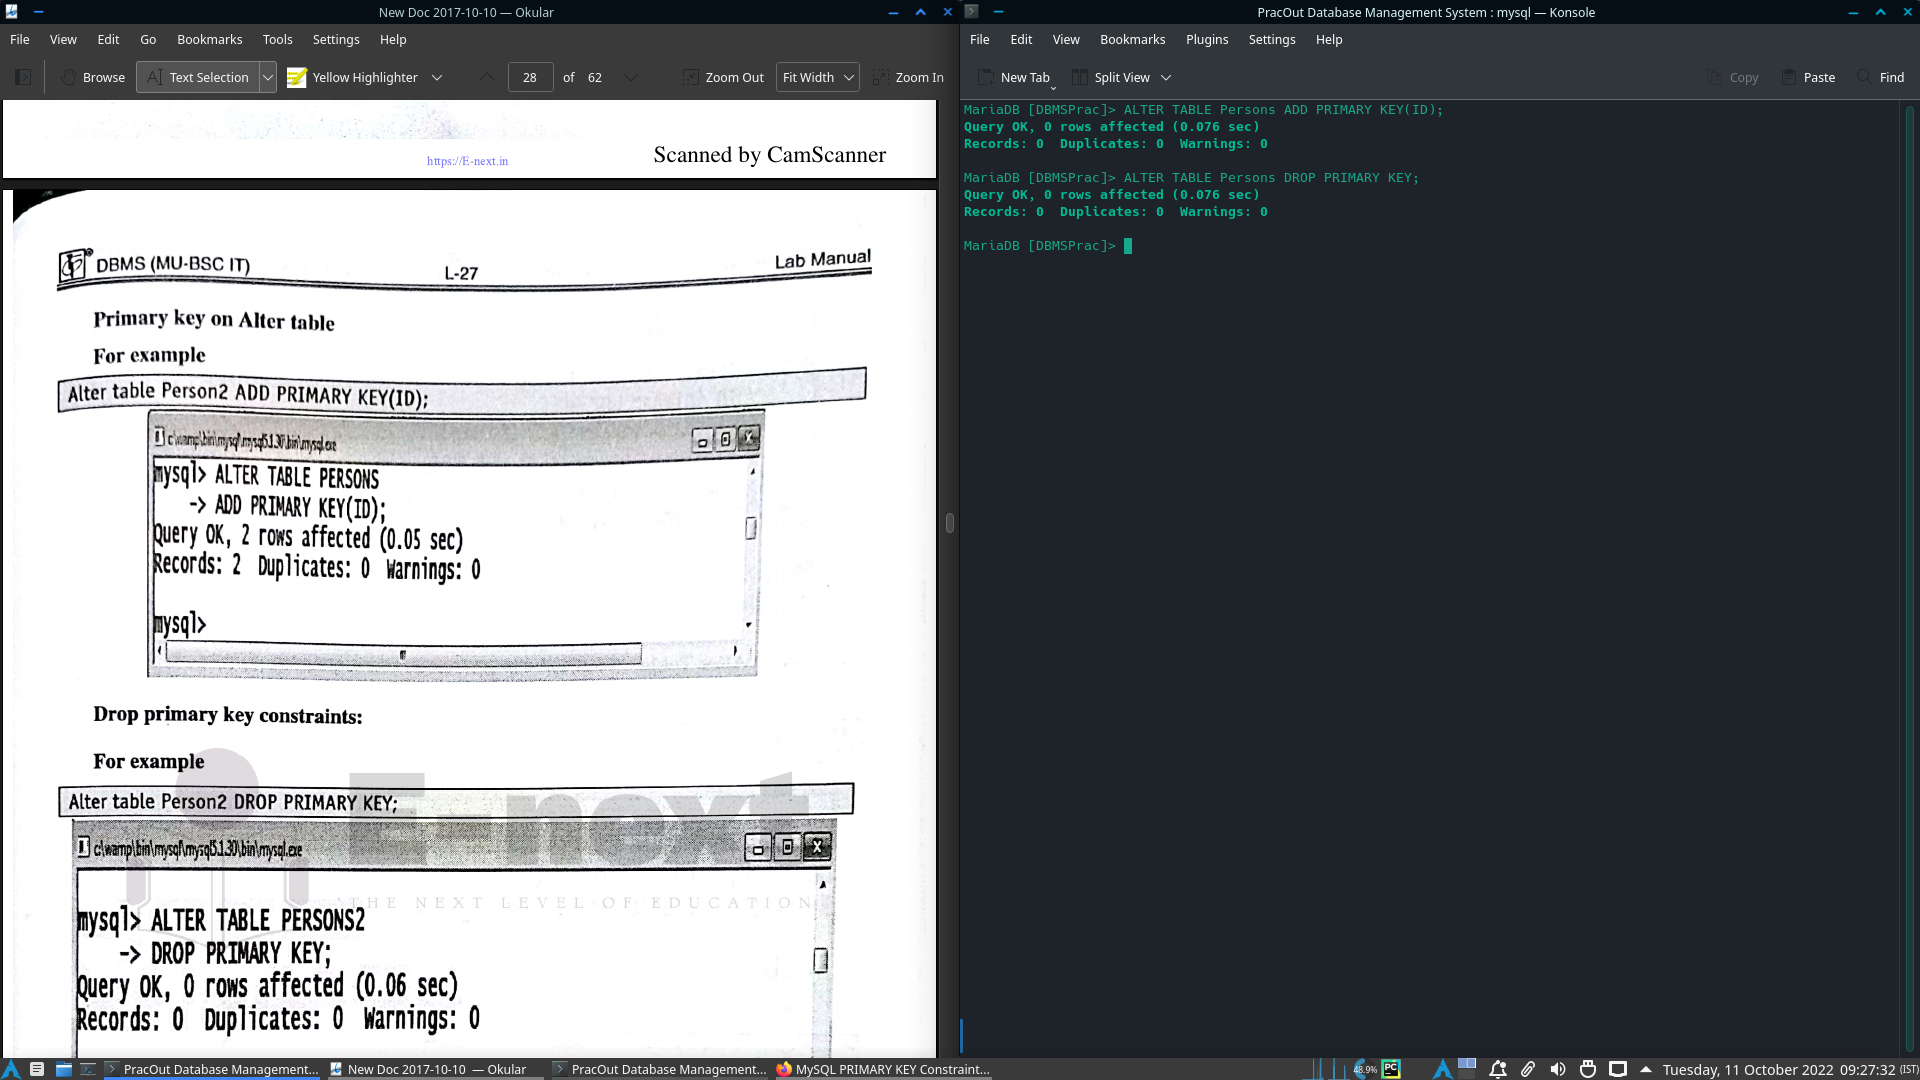 New Doc 2017-10-10 — Okular
File View Edit Go Bookmarks Tools Settings Help
Browse Text Selection Yellow Highlighter 28 of 62 Zoom Out Fit Width Zoom In
https://E-next.in
Scanned by CamScanner
DBMS (MU-BSC IT) L-27 Lab Manual
Primary key on Alter table
For example
Alter table Person2 ADD PRIMARY KEY(ID);
c:\wamp\bin\mysql\mysql5.1.30\bin\mysql.exe
mysql> ALTER TABLE PERSONS
-> ADD PRIMARY KEY(ID);
Query OK, 2 rows affected (0.05 sec)
Records: 2 Duplicates: 0 Warnings: 0
mysql>
Drop primary key constraints:
For example
Alter table Person2 DROP PRIMARY KEY;
E-next
c:\wamp\bin\mysql\mysql5.1.30\bin\mysql.exe
THE NEXT LEVEL OF EDUCATION
mysql> ALTER TABLE PERSONS2
-> DROP PRIMARY KEY;
Query OK, 0 rows affected (0.06 sec)
Records: 0 Duplicates: 0 Warnings: 0
PracOut Database Management System : mysql — Konsole
File Edit View Bookmarks Plugins Settings Help
New Tab Split View Copy Paste Find
MariaDB [DBMSPrac]> ALTER TABLE Persons ADD PRIMARY KEY(ID);
Query OK, 0 rows affected (0.076 sec)
Records: 0 Duplicates: 0 Warnings: 0
MariaDB [DBMSPrac]> ALTER TABLE Persons DROP PRIMARY KEY;
Query OK, 0 rows affected (0.076 sec)
Records: 0 Duplicates: 0 Warnings: 0
MariaDB [DBMSPrac]>
PracOut Database Management... New Doc 2017-10-10 — Okular PracOut Database Management... MySQL PRIMARY KEY Constraint... 48.9% PC Tuesday, 11 October 2022 09:27:32 (IST)